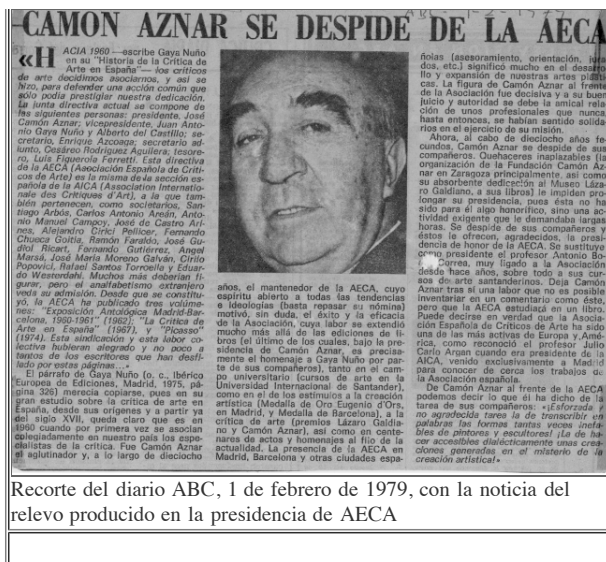 ABC - 1-2-1979
CAMON AZNAR SE DESPIDE DE LA AECA
«HACIA 1960 —escribe Gaya Nuño
en su "Historia de la Crítica de
Arte en España"— los críticos
de arte decidimos asociarnos, y así se
hizo, para defender una acción común que
sólo podía prestigiar nuestra dedicación.
La junta directiva actual se compone de
las siguientes personas: presidente, José
Camón Aznar; vicepresidente, Juan Anto-
nio Gaya Nuño y Alberto del Castillo; se-
cretario, Enrique Azcoaga; secretario ad-
junto, Cesáreo Rodríguez Aguilera; tesore-
ro, Luis Figuerola Ferretti. Esta directiva
de la AECA (Asociación Española de Críti-
cos de Arte) es la misma de la sección es-
pañola de la AICA (Association Internatio-
nale des Critiques d'Art), a la que tam-
bién pertenecen, como vocetarios, San-
tiago Arbós, Carlos Antonio Areán, Anto-
nio Manuel Campoy, José de Castro Ari-
nes, Alejandro Cirici Pellicer, Fernando
Chueca Goitia, Ramón Faraldo, José Gu-
diol Ricart, Fernando Gutiérrez, Angel
Marsá, José María Moreno Galván, Cirilo
Popovici, Rafael Santos Torroella y Eduar-
do Westerdahl. Muchos más deberían fi-
gurar, pero el analfabetismo extranjero
veda su admisión. Desde que se constitu-
yó, la AECA ha publicado tres volúme-
nes: "Exposición Antológica Madrid-Bar-
celona, 1960-1961" (1962); "La Crítica de
Arte en España" (1967), y "Picasso"
(1974). Esta sindicación y esta labor co-
lectiva hubieran alegrado y no poco a
tantos de los escritores que han desfi-
lado por estas páginas...»
El párrafo de Gaya Nuño (o. c., Ibérico
Europea de Ediciones, Madrid, 1975, pá-
gina 326) merecía copiarse, pues en su
gran estudio sobre la crítica de arte en
España, desde sus orígenes y a partir ya
del siglo XVII, queda claro que es en
1960 cuando por primera vez se asocian
colegiadamente en nuestro país los espe-
cialistas de la crítica. Fue Camón Aznar
el aglutinador y, a lo largo de dieciocho
años, el mantenedor de la AECA, cuyo
espíritu abierto a todas las tendencias
e ideologías (basta repasar su nómina)
motivó, sin duda, el éxito y la eficacia
de la Asociación, cuya labor se extendió
mucho más allá de las ediciones de li-
bros (el último de los cuales, bajo la pre-
sidencia de Camón Aznar, es precisa-
mente el homenaje a Gaya Nuño por par-
te de sus compañeros), tanto en el cam-
po universitario (cursos de arte en la
Universidad Internacional de Santander),
como en el de los estímulos a la creación
artística (Medalla de Oro Eugenio d'Ors,
en Madrid, y Medalla de Barcelona), a la
crítica de arte (premios Lázaro Galdia-
no y Camón Aznar), así como en cente-
nares de actos y homenajes al filo de la
actualidad. La presencia de la AECA en
Madrid, Barcelona y otras ciudades espa-
ñolas (asesoramiento, orientación, jura-
dos, etc.) significó mucho en el desarro-
llo y expansión de nuestras artes plásti-
cas. La figura de Camón Aznar al frente
de la Asociación fue decisiva y a su buen
juicio y autoridad se debe la amical rela-
ción de unos profesionales que nunca,
hasta entonces, se habían sentido solida-
rios en el ejercicio de su misión.
Ahora, al cabo de dieciocho años fe-
cundos, Camón Aznar se despide de sus
compañeros. Quehaceres inaplazables (la
organización de la Fundación Camón Az-
nar en Zaragoza principalmente, así como
su absorbente dedicación al Museo Láza-
ro Galdiano, a sus libros) le impiden pro-
longar su presidencia, pues ésta no ha
sido para él algo honorífico, sino una ac-
tividad exigente que le demandaba largas
horas. Se despide de sus compañeros y
éstos le ofrecen, agradecidos, la presi-
dencia de honor de la AECA. Se sustituye
como presidente el profesor Antonio Bo-
Correa, muy ligado a la Asociación
desde hace años, sobre todo a sus cur-
sos de arte santanderinos. Deja Camón
Aznar tras sí una labor que no es posible
inventariar en un comentario como éste,
pero que la AECA estudiará en un libro.
Puede decirse en verdad que la Asocia-
ción Española de Críticos de Arte ha sido
una de las más activas de Europa y Amé-
rica, como reconoció el profesor Julio
Carlo Argan cuando era presidente de la
AICA, venido exclusivamente a Madrid
para conocer de cerca los trabajos de
la Asociación española.
De Camón Aznar al frente de la AECA
podemos decir lo que él ha dicho de la
tarea de sus compañeros: «¡Esforzada y
no agradecida tarea la de transcribir en
palabras las formas tantas veces inefa-
bles de pintores y escultores! ¡La de ha-
cer accesibles dialécticamente unas crea-
ciones generadas en el misterio de la
creación artística!»
Recorte del diario ABC, 1 de febrero de 1979, con la noticia del
relevo producido en la presidencia de AECA